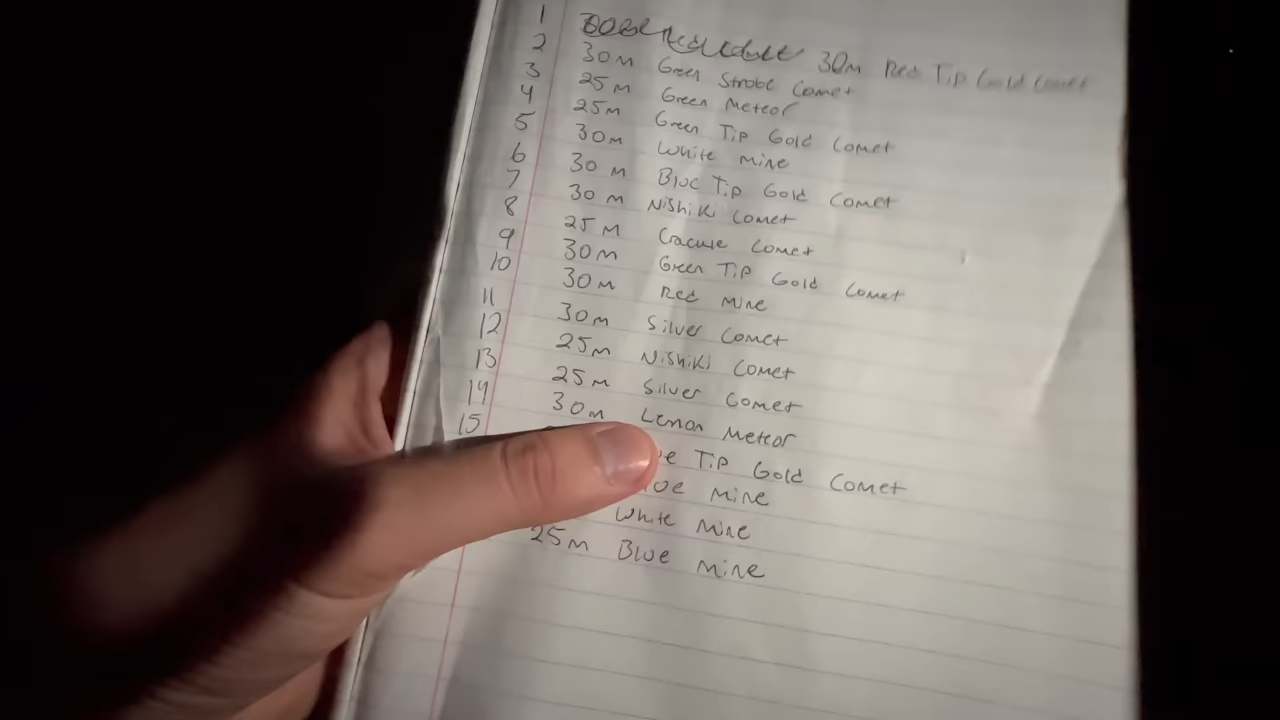 1 30m Red Tip Gold Comet
2 30m Green Strobe Comet
3 25m Green Meteor
4 25m Green Tip Gold Comet
5 30m White Mine
6 30m Blue Tip Gold Comet
7 30m Nishiki Comet
8 25m Comet
9 30m Green Tip Gold Comet
10 30m Red Mine
11 30m Silver Comet
12 25m Nishiki Comet
13 25m Silver Comet
14 30m Lemon Meteor
15 Tip Gold Comet
Mine
White Mine
25m Blue Mine